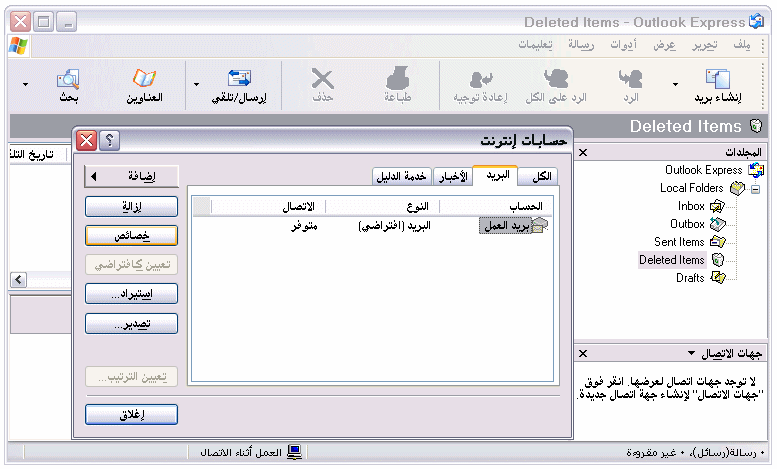 Deleted Items - Outlook Express
ملف تحرير عرض أدوات رسالة تعليمات
إنشاء بريد الرد الرد على الكل إعادة توجيه طباعة حذف إرسال/تلقي العناوين بحث
Deleted Items
المجلدات
Outlook Express
Local Folders
Inbox
Outbox
Sent Items
Deleted Items
Drafts
جهات الاتصال
لا توجد جهات اتصال لعرضها. انقر فوق
"جهات الاتصال" لإنشاء جهة اتصال جديدة.
تاريخ التلق
حسابات إنترنت
الكل البريد الأخبار خدمة الدليل
الحساب النوع الاتصال
بريد العمل البريد (افتراضي) متوفر
إضافة
إزالة
خصائص
تعيين كافتراضي
استيراد...
تصدير...
تعيين الترتيب...
إغلاق
٠ رسالة(رسائل)، ٠ غير مقروءة العمل أثناء الاتصال